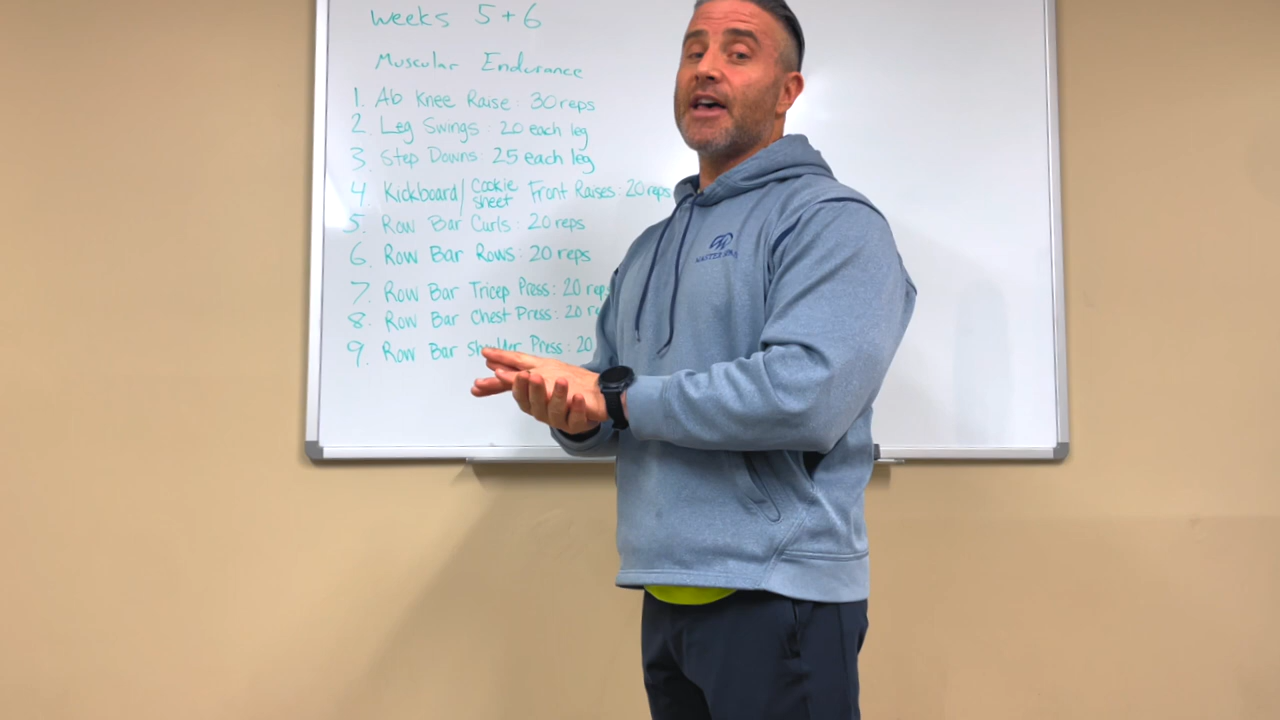 Weeks 5 + 6
Muscular Endurance
1. Ab Knee Raise: 30 reps
2. Leg Swings: 20 each leg
3. Step Downs: 25 each leg
4. Kickboard/ Cookie sheet Front Raises: 20 reps
5. Row Bar Curls: 20 reps
6. Row Bar Rows: 20 reps
7. Row Bar Tricep Press: 20 reps
8. Row Bar Chest Press: 20 re
9. Row Bar Shoulder Press: 20